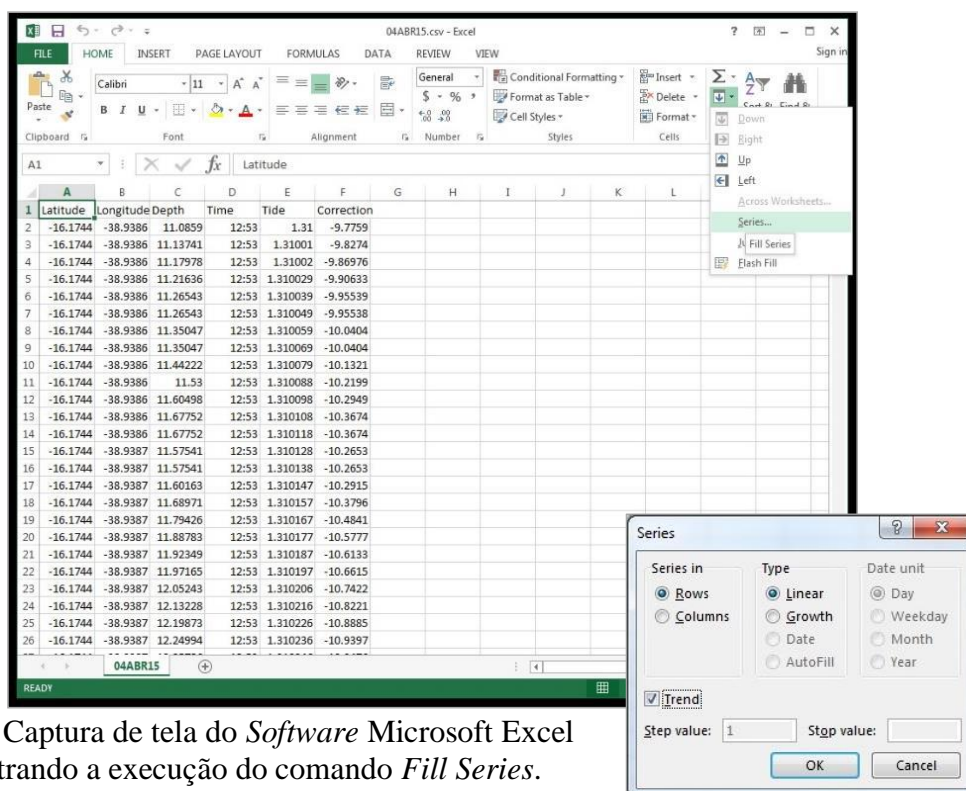 04ABR15.csv - Excel
FILE HOME INSERT PAGE LAYOUT FORMULAS DATA REVIEW VIEW Sign in
Paste
Calibri 11 A A
B I U A
General
$ - % ,
.00 .00
Conditional Formatting
Format as Table
Cell Styles
Insert
Delete
Format
Clipboard Font Alignment Number Styles Cells
Down
Right
Up
Left
Across Worksheets...
Series...
Fill Series
Flash Fill
A1 fx Latitude
A B C D E F G H I J K L
1 Latitude Longitude Depth Time Tide Correction
2 -16.1744 -38.9386 11.0859 12:53 1.31 -9.7759
3 -16.1744 -38.9386 11.13741 12:53 1.31001 -9.8274
4 -16.1744 -38.9386 11.17978 12:53 1.31002 -9.86976
5 -16.1744 -38.9386 11.21636 12:53 1.310029 -9.90633
6 -16.1744 -38.9386 11.26543 12:53 1.310039 -9.95539
7 -16.1744 -38.9386 11.26543 12:53 1.310049 -9.95538
8 -16.1744 -38.9386 11.35047 12:53 1.310059 -10.0404
9 -16.1744 -38.9386 11.35047 12:53 1.310069 -10.0404
10 -16.1744 -38.9386 11.44222 12:53 1.310079 -10.1321
11 -16.1744 -38.9386 11.53 12:53 1.310088 -10.2199
12 -16.1744 -38.9386 11.60498 12:53 1.310098 -10.2949
13 -16.1744 -38.9386 11.67752 12:53 1.310108 -10.3674
14 -16.1744 -38.9386 11.67752 12:53 1.310118 -10.3674
15 -16.1744 -38.9387 11.57541 12:53 1.310128 -10.2653
16 -16.1744 -38.9387 11.57541 12:53 1.310138 -10.2653
17 -16.1744 -38.9387 11.60163 12:53 1.310147 -10.2915
18 -16.1744 -38.9387 11.68971 12:53 1.310157 -10.3796
19 -16.1744 -38.9387 11.79426 12:53 1.310167 -10.4841
20 -16.1744 -38.9387 11.88783 12:53 1.310177 -10.5777
21 -16.1744 -38.9387 11.92349 12:53 1.310187 -10.6133
22 -16.1744 -38.9387 11.97165 12:53 1.310197 -10.6615
23 -16.1744 -38.9387 12.05243 12:53 1.310206 -10.7422
24 -16.1744 -38.9387 12.13228 12:53 1.310216 -10.8221
25 -16.1744 -38.9387 12.19873 12:53 1.310226 -10.8885
26 -16.1744 -38.9387 12.24994 12:53 1.310236 -10.9397
04ABR15
READY
Series
Series in Type Date unit
Rows Linear Day
Columns Growth Weekday
Date Month
AutoFill Year
Trend
Step value: 1 Stop value:
OK Cancel
Captura de tela do Software Microsoft Excel
trando a execução do comando Fill Series.